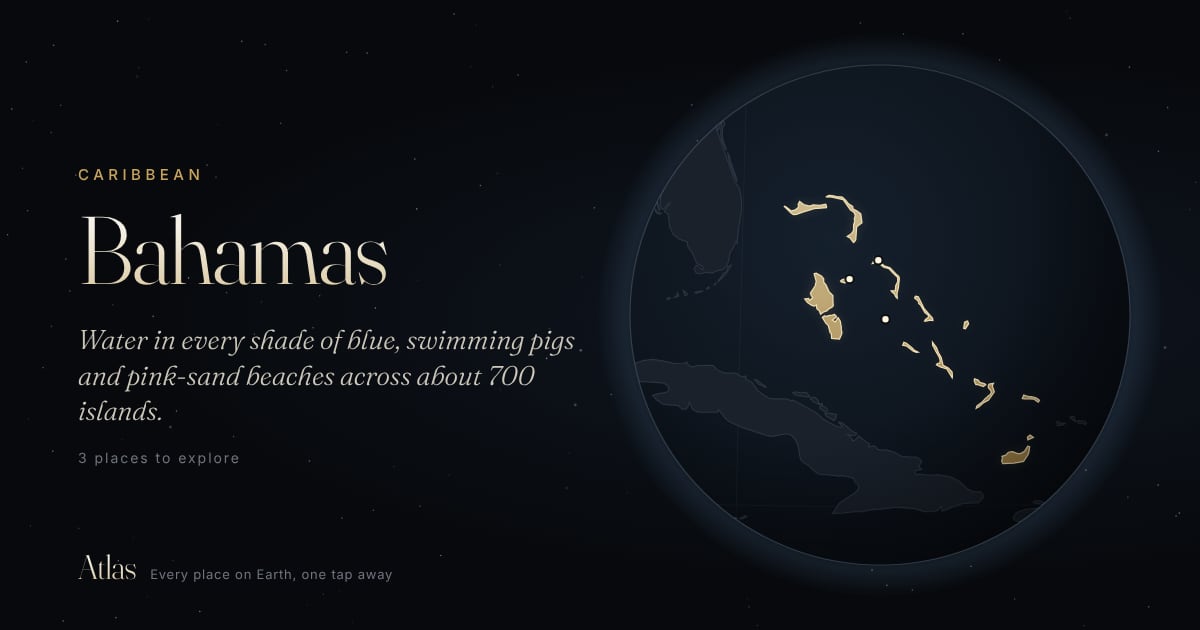 CARIBBEAN
Bahamas
Water in every shade of blue, swimming pigs
and pink-sand beaches across about 700
islands.
3 places to explore
Atlas Every place on Earth, one tap away